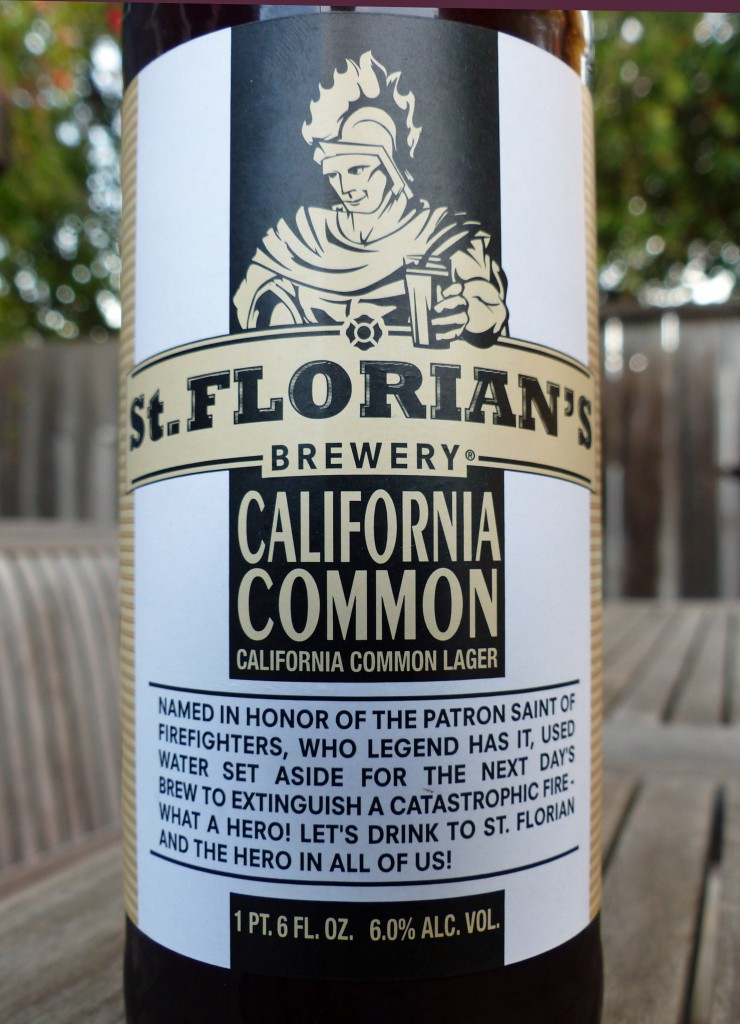 St. FLORIAN'S
BREWERY®
CALIFORNIA
COMMON
CALIFORNIA COMMON LAGER
NAMED IN HONOR OF THE PATRON SAINT OF
FIREFIGHTERS, WHO LEGEND HAS IT, USED
WATER SET ASIDE FOR THE NEXT DAY'S
BREW TO EXTINGUISH A CATASTROPHIC FIRE-
WHAT A HERO! LET'S DRINK TO ST. FLORIAN
AND THE HERO IN ALL OF US!
1 PT. 6 FL. OZ. 6.0% ALC. VOL.